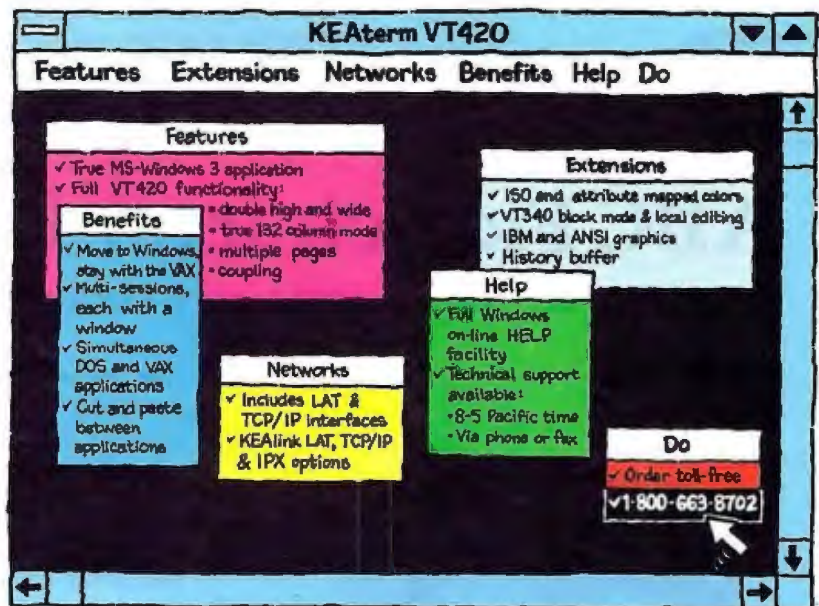 KEAterm VT420
Features Extensions Networks Benefits Help Do
Features
✓ True MS-Windows 3 application
✓ Full VT420 functionality:
• double high and wide
• true 132 column mode
• multiple pages
• coupling
Benefits
✓ Move to Windows,
stay with the VAX
✓ Multi-sessions,
each with a
window
✓ Simultaneous
DOS and VAX
applications
✓ Cut and paste
between
applications
Networks
✓ Includes LAT &
TCP/IP interfaces
✓ KEAlink LAT, TCP/IP
& IPX options
Extensions
✓ ISO and attribute mapped colors
✓ VT340 block mode & local editing
✓ IBM and ANSI graphics
✓ History buffer
Help
✓ Full Windows
on-line HELP
facility
✓ Technical support
available:
• 8-5 Pacific time
• Via phone or fax
Do
✓ Order toll-free
✓ 1-800-663-8702